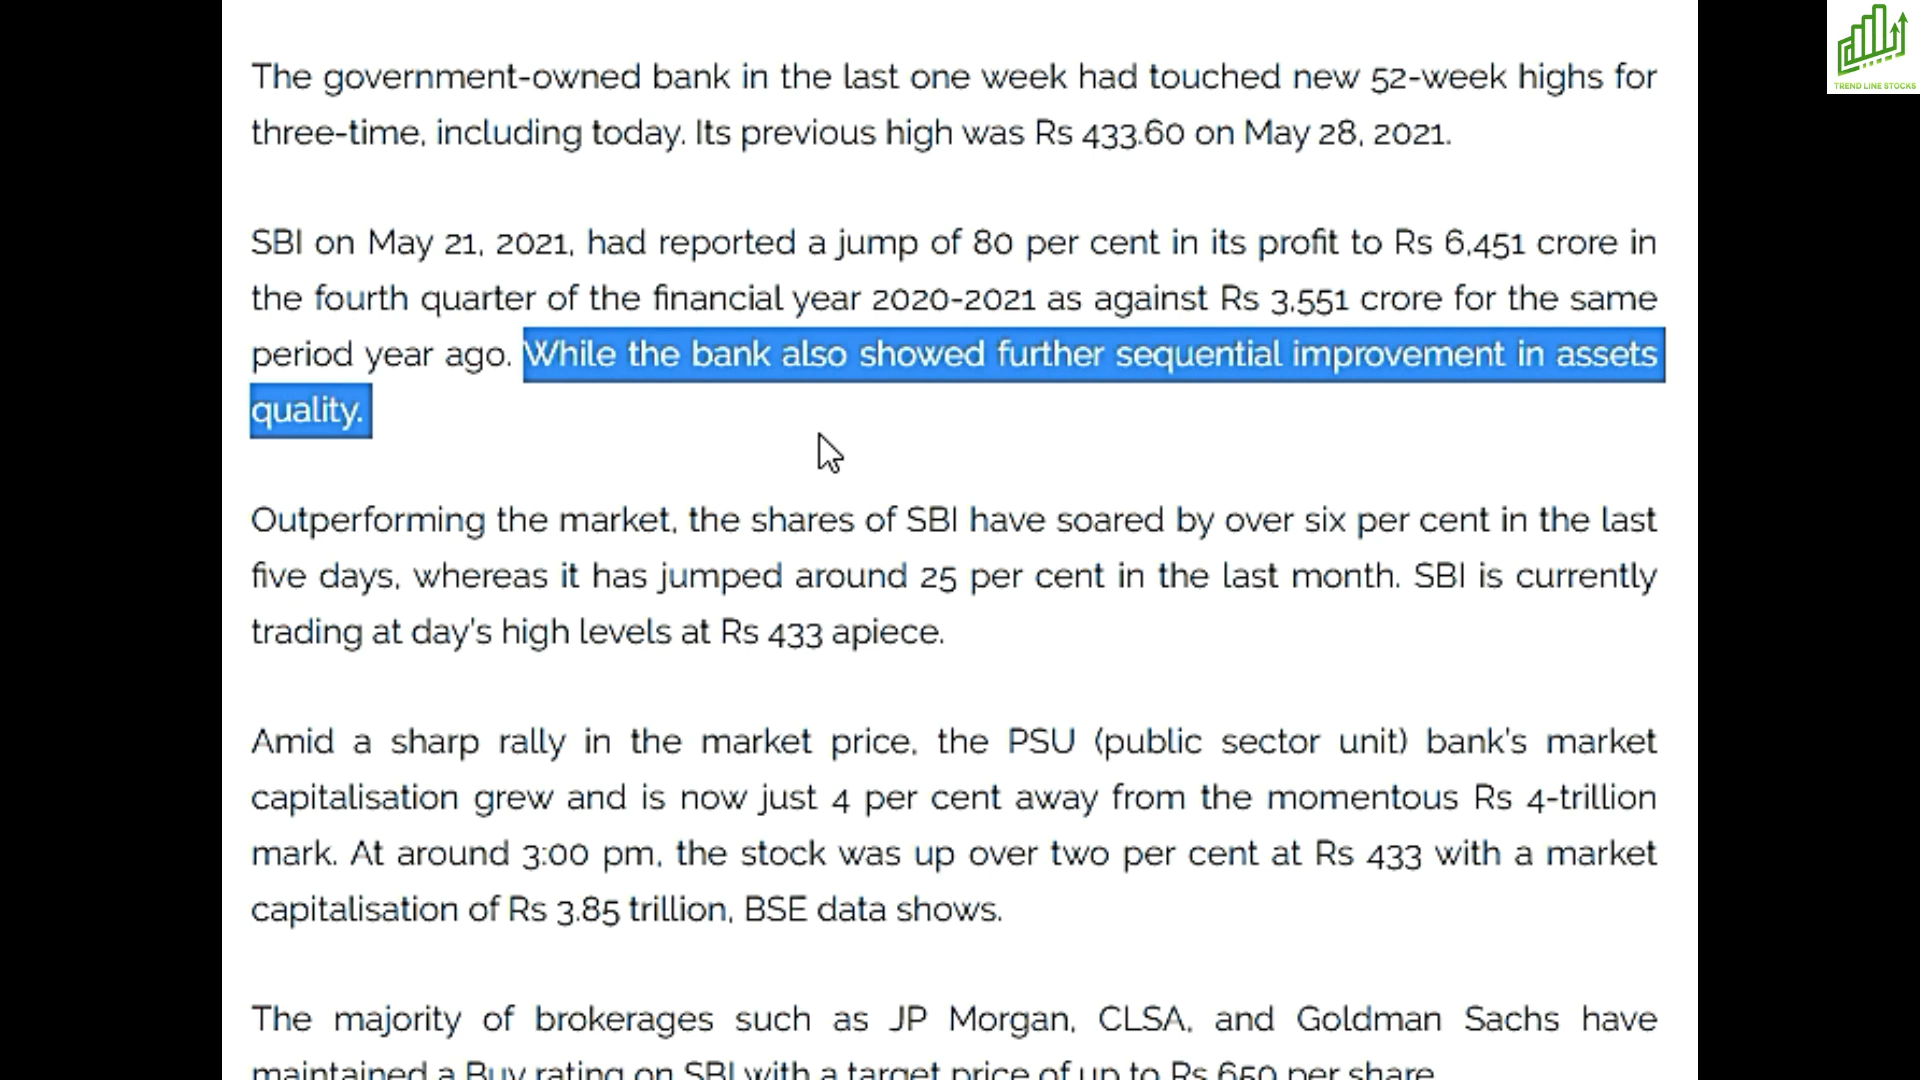 TREND LINE STOCKS
The government-owned bank in the last one week had touched new 52-week highs for
three-time, including today. Its previous high was Rs 433.60 on May 28, 2021.
SBI on May 21, 2021, had reported a jump of 80 per cent in its profit to Rs 6,451 crore in
the fourth quarter of the financial year 2020-2021 as against Rs 3,551 crore for the same
period year ago. While the bank also showed further sequential improvement in assets
quality.
Outperforming the market, the shares of SBI have soared by over six per cent in the last
five days, whereas it has jumped around 25 per cent in the last month. SBI is currently
trading at day's high levels at Rs 433 apiece.
Amid a sharp rally in the market price, the PSU (public sector unit) bank's market
capitalisation grew and is now just 4 per cent away from the momentous Rs 4-trillion
mark. At around 3:00 pm, the stock was up over two per cent at Rs 433 with a market
capitalisation of Rs 3.85 trillion, BSE data shows.
The majority of brokerages such as JP Morgan, CLSA, and Goldman Sachs have
maintained a Buy rating on SBI with a target price of up to Rs 650 per share.